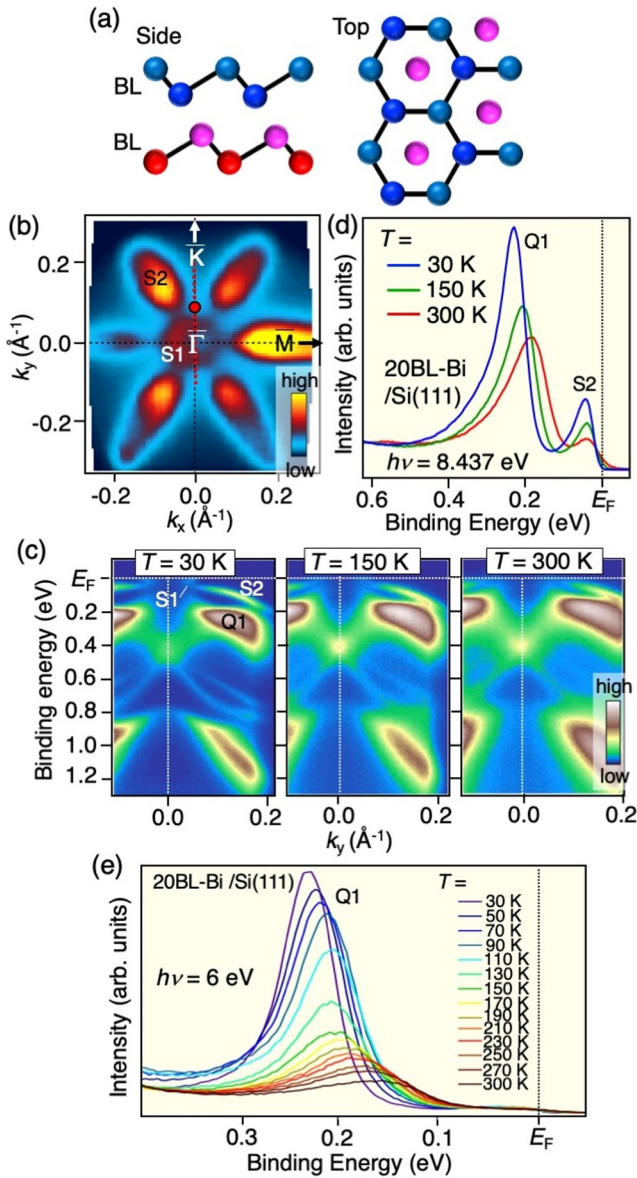 (a)
Side
Top
BL
BL
(b)
K
S2
Γ
S1
M
high
low
0.2
0.0
-0.2
ky (Å-1)
-0.2
0.0
0.2
kx (Å-1)
(d)
T =
30 K
150 K
300 K
Q1
S2
20BL-Bi
/Si(111)
hν = 8.437 eV
Intensity (arb. units)
0.6
0.4
0.2
EF
Binding Energy (eV)
(c)
T = 30 K
T = 150 K
T = 300 K
EF
0.2
0.4
0.6
0.8
1.0
1.2
Binding energy (eV)
S1
S2
Q1
high
low
0.0
0.2
0.0
0.0
0.2
ky (Å-1)
(e)
20BL-Bi /Si(111)
Q1
hν = 6 eV
T =
30 K
50 K
70 K
90 K
110 K
130 K
150 K
170 K
190 K
210 K
230 K
250 K
270 K
300 K
Intensity (arb. units)
0.3
0.2
0.1
EF
Binding Energy (eV)